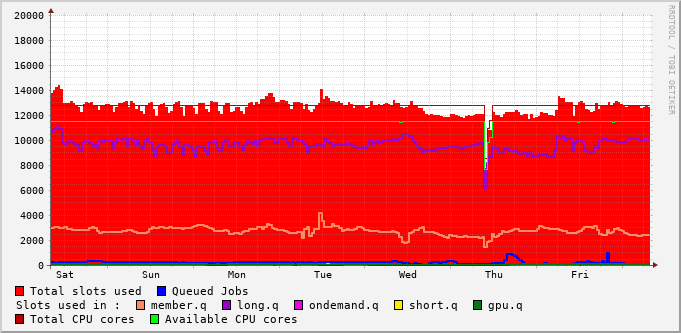 20000
18000
16000
14000
12000
10000
8000
6000
4000
2000
0
Sat Sun Mon Tue Wed Thu Fri
RRDTOOL / TOBI OETIKER
Total slots used Queued Jobs
Slots used in : member.q long.q ondemand.q short.q gpu.q
Total CPU cores Available CPU cores